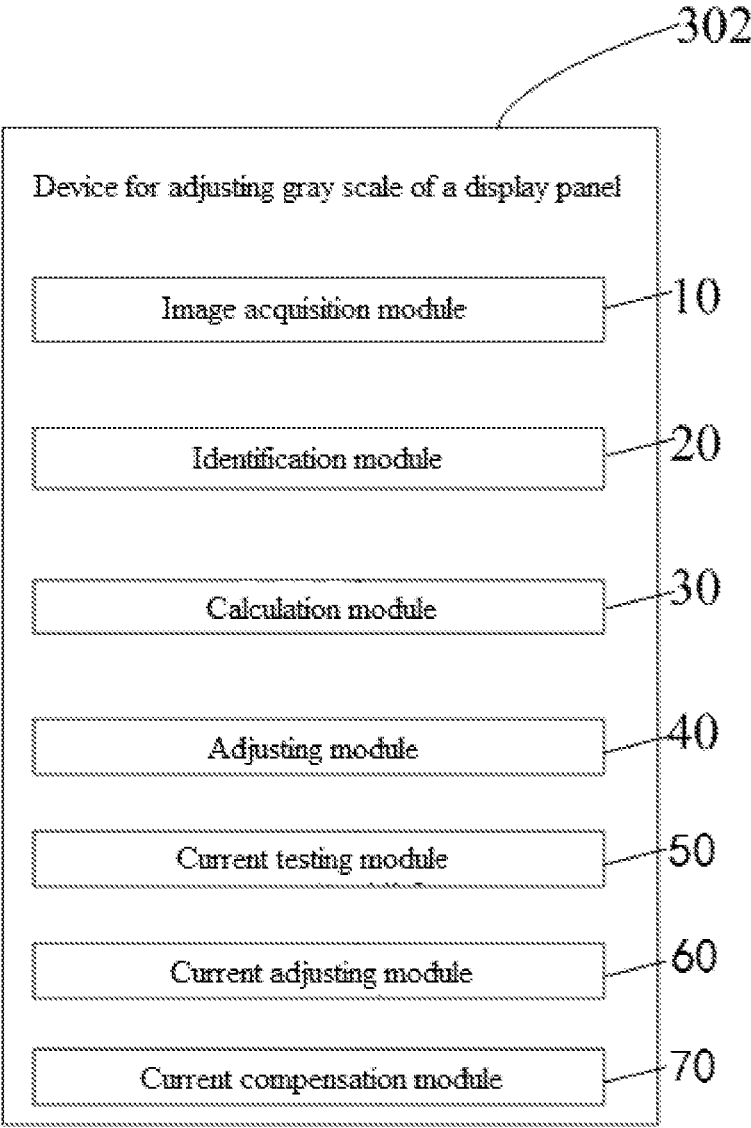 302
Device for adjusting gray scale of a display panel
Image acquisition module
10
Identification module
20
Calculation module
30
Adjusting module
40
Current testing module
50
Current adjusting module
60
Current compensation module
70